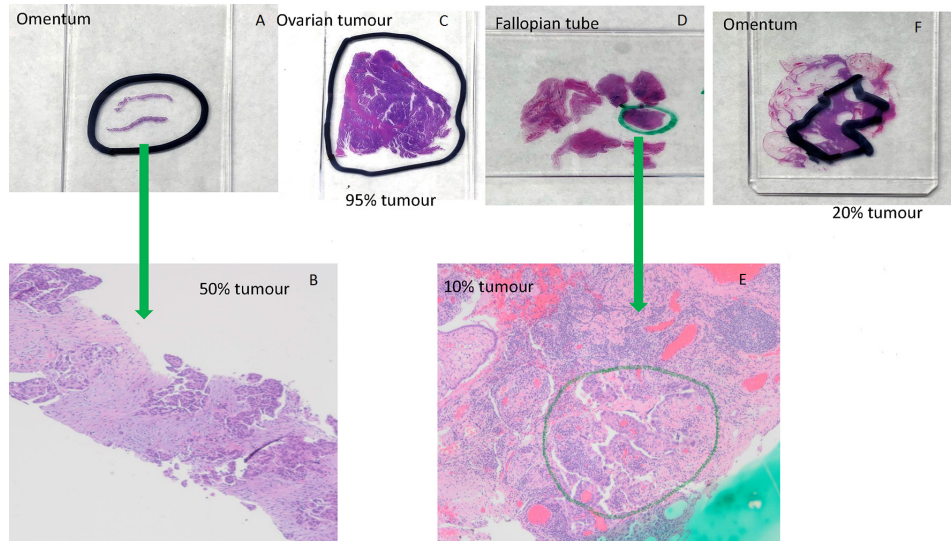 Omentum
A
Ovarian tumour
C
Fallopian tube
D
Omentum
F
95% tumour
20% tumour
50% tumour
B
10% tumour
E